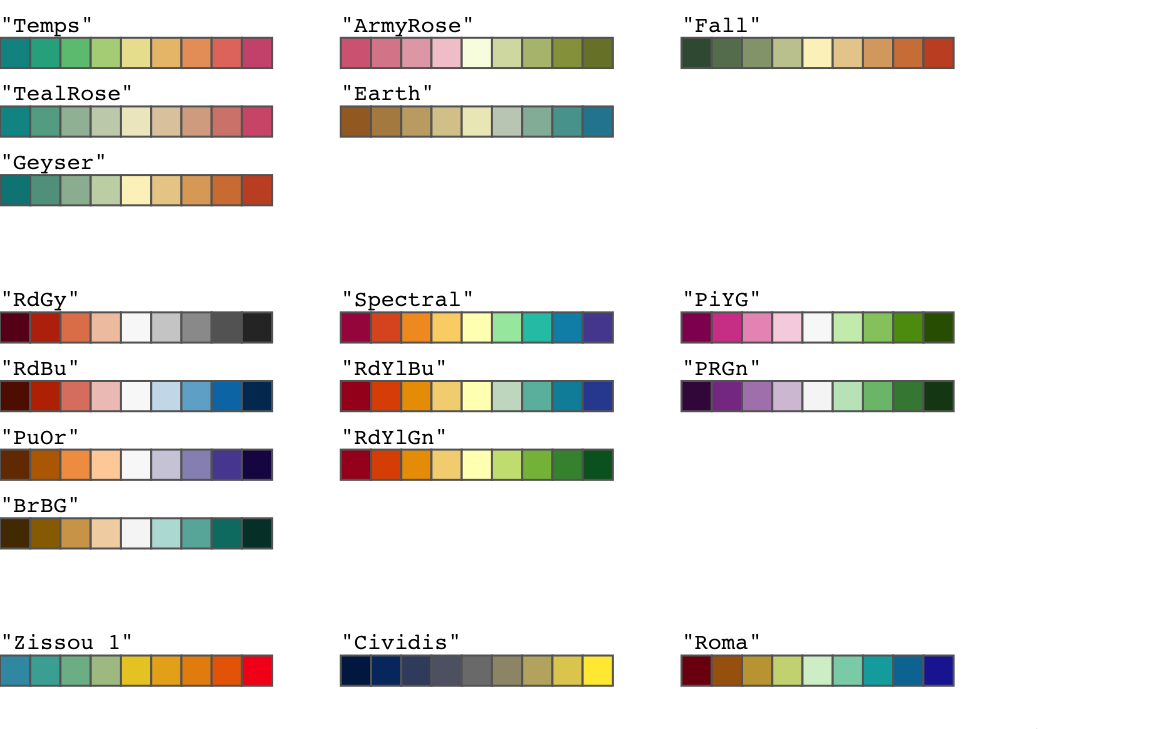 "Temps" "ArmyRose" "Fall"
"TealRose" "Earth"
"Geyser"
"RdGy" "Spectral" "PiYG"
"RdBu" "RdYlBu" "PRGn"
"PuOr" "RdYlGn"
"BrBG"
"Zissou 1" "Cividis" "Roma"